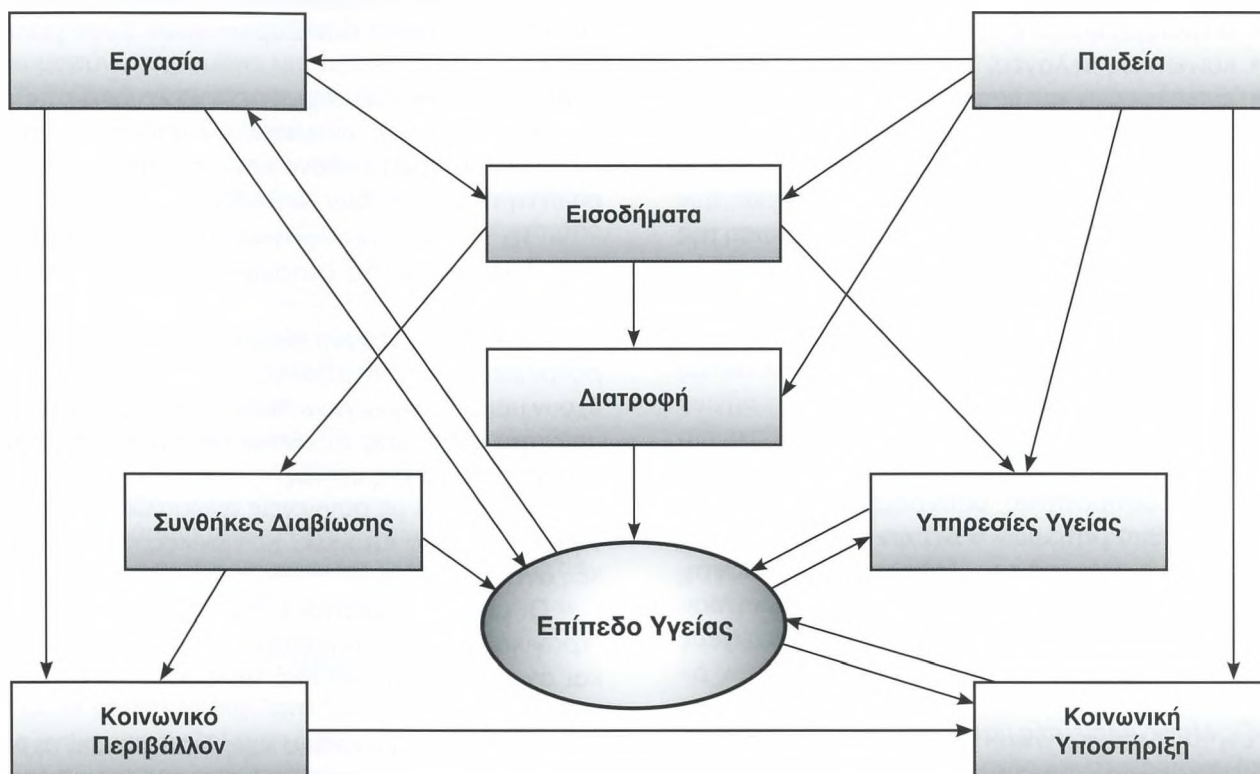 Εργασία
Παιδεία
Εισοδήματα
Διατροφή
Συνθήκες Διαβίωσης
Υπηρεσίες Υγείας
Επίπεδο Υγείας
Κοινωνικό
Περιβάλλον
Κοινωνική
Υποστήριξη